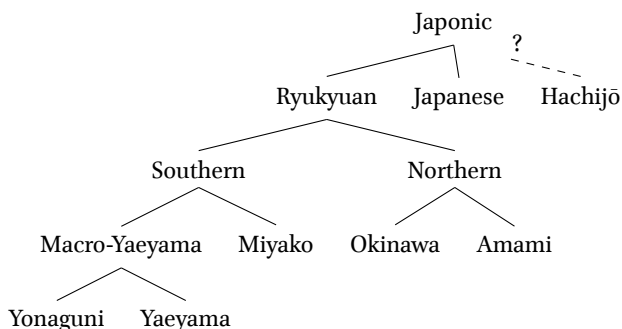 Japonic
?
Ryukyuan Japanese Hachijō
Southern Northern
Macro-Yaeyama Miyako Okinawa Amami
Yonaguni Yaeyama